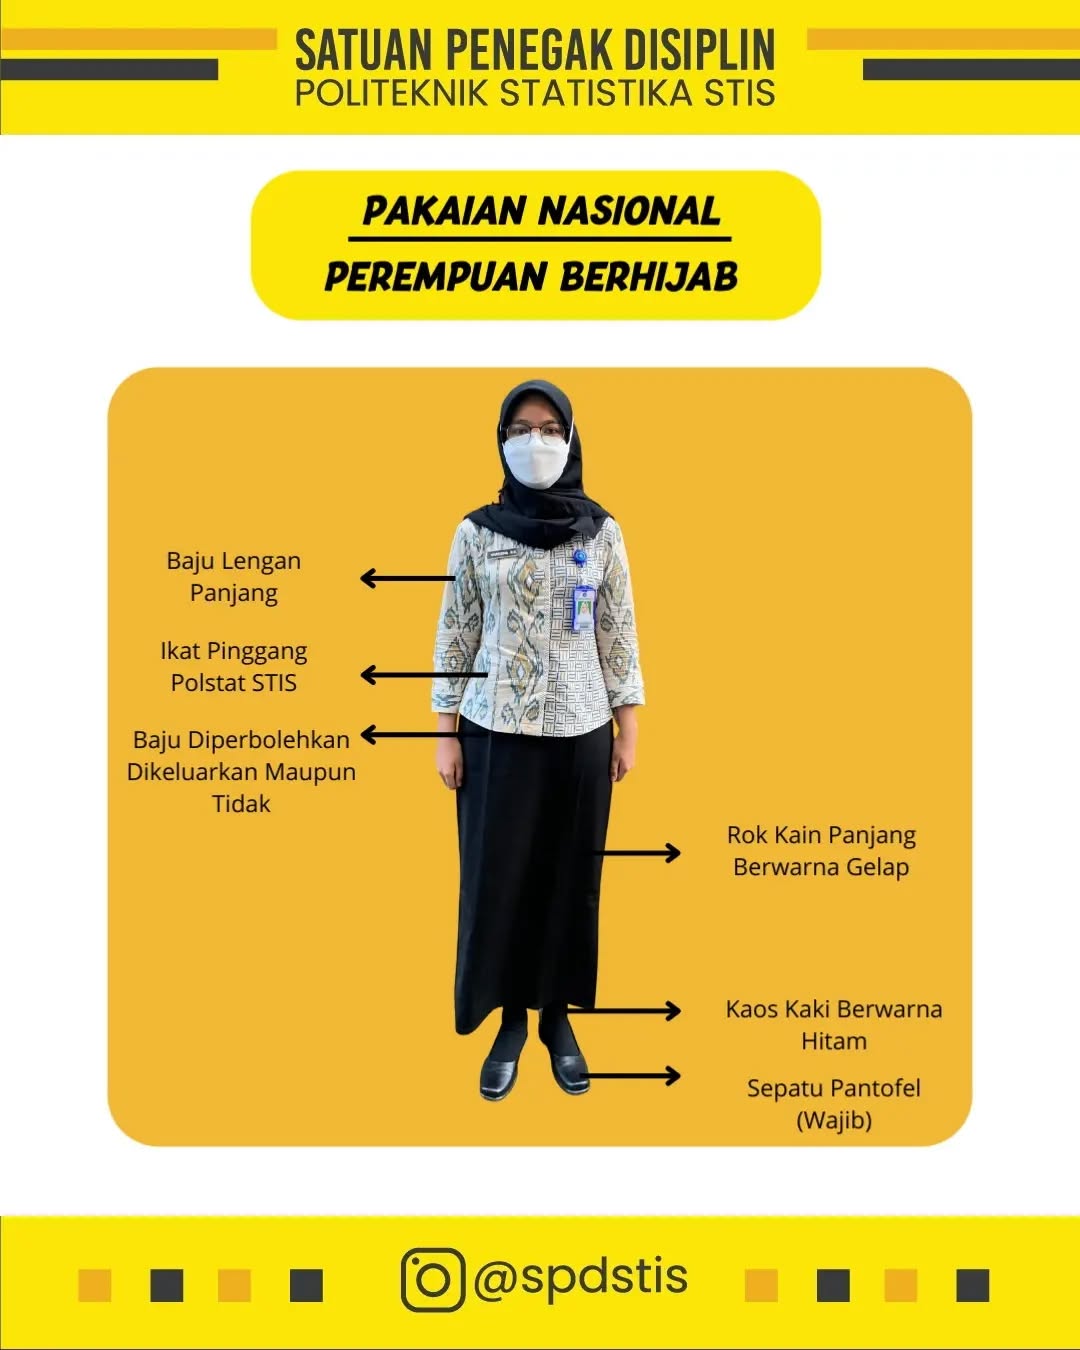 SATUAN PENEGAK DISIPLIN
POLITEKNIK STATISTIKA STIS
PAKAIAN NASIONAL
PEREMPUAN BERHIJAB
Baju Lengan
Panjang
Ikat Pinggang
Polstat STIS
Baju Diperbolehkan
Dikeluarkan Maupun
Tidak
Rok Kain Panjang
Berwarna Gelap
Kaos Kaki Berwarna
Hitam
Sepatu Pantofel
(Wajib)
@spdstis